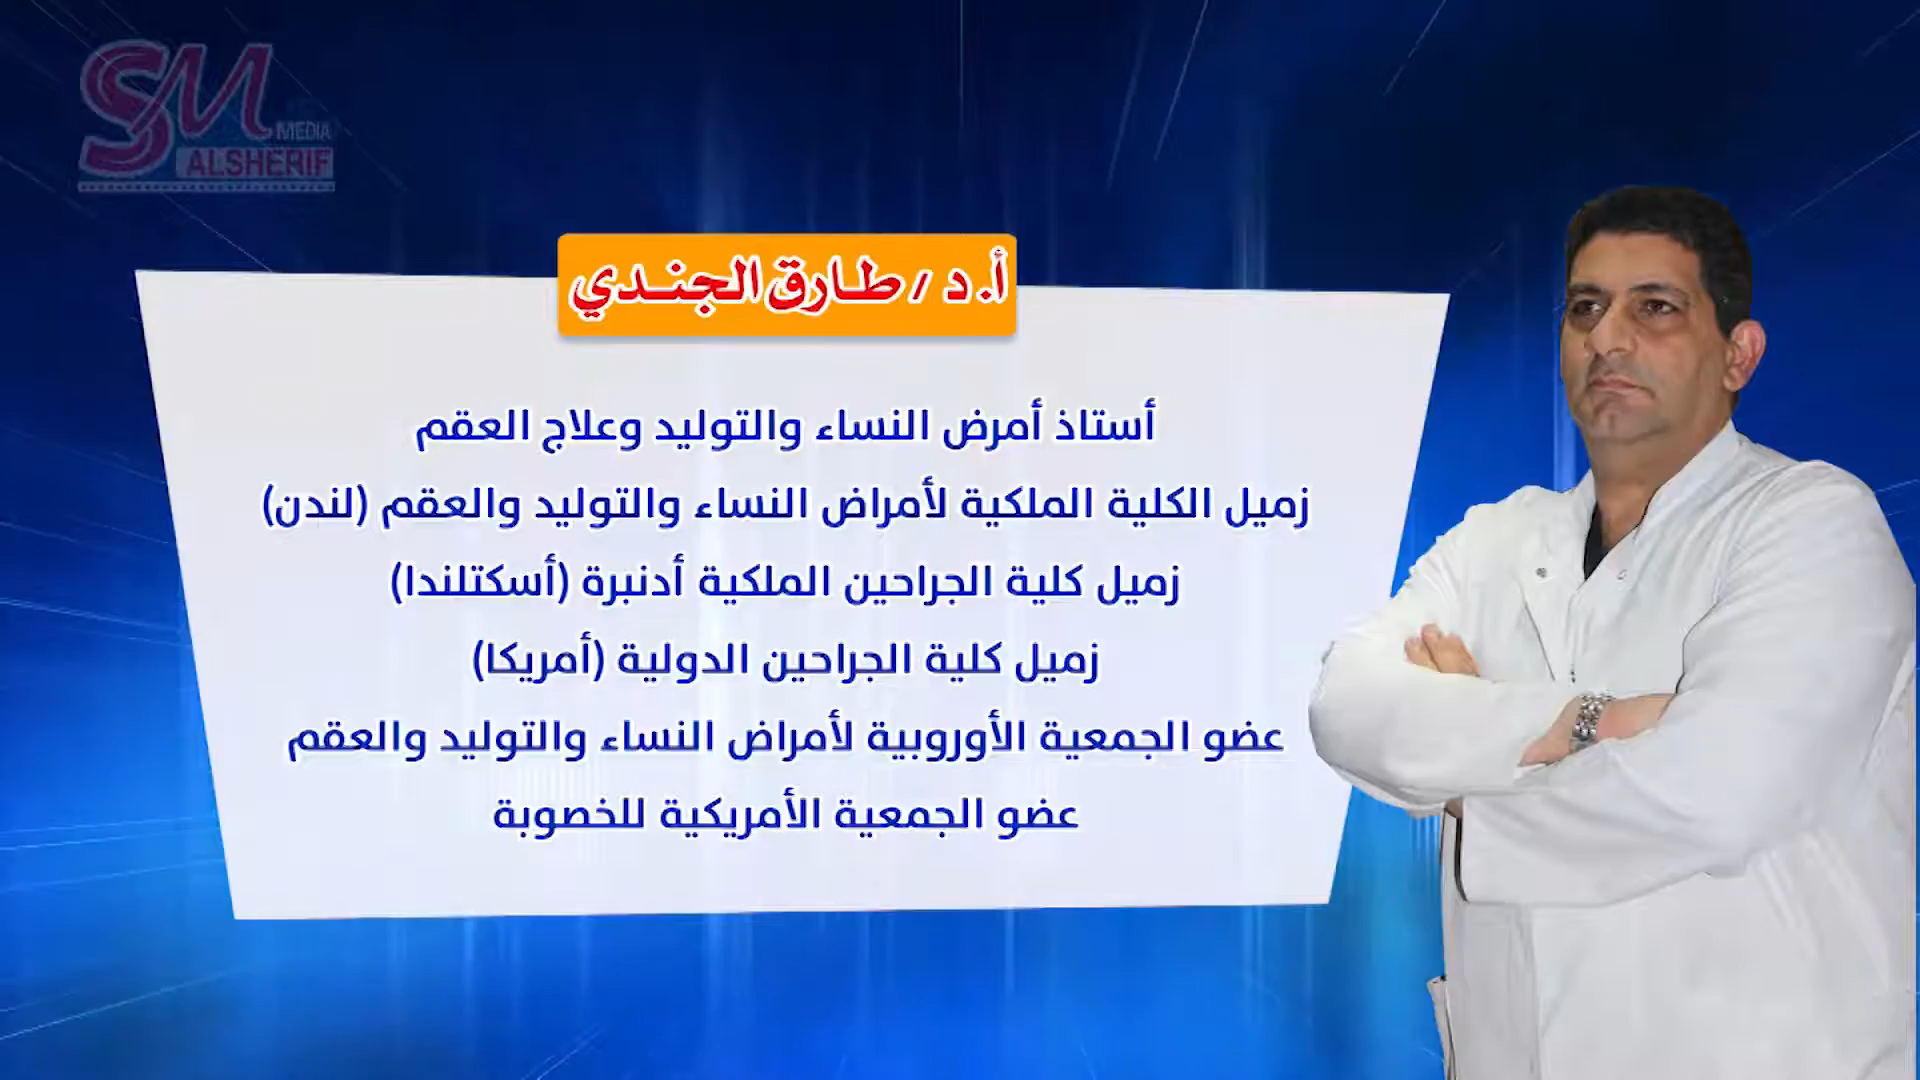 SM
MEDIA
ALSHERIF
أ. د / طارق الجندي
أستاذ أمرض النساء والتوليد وعلاج العقم
زميل الكلية الملكية لأمراض النساء والتوليد والعقم (لندن)
زميل كلية الجراحين الملكية أدنبرة (أسكتلندا)
زميل كلية الجراحين الدولية (أمريكا)
عضو الجمعية الأوروبية لأمراض النساء والتوليد والعقم
عضو الجمعية الأمريكية للخصوبة